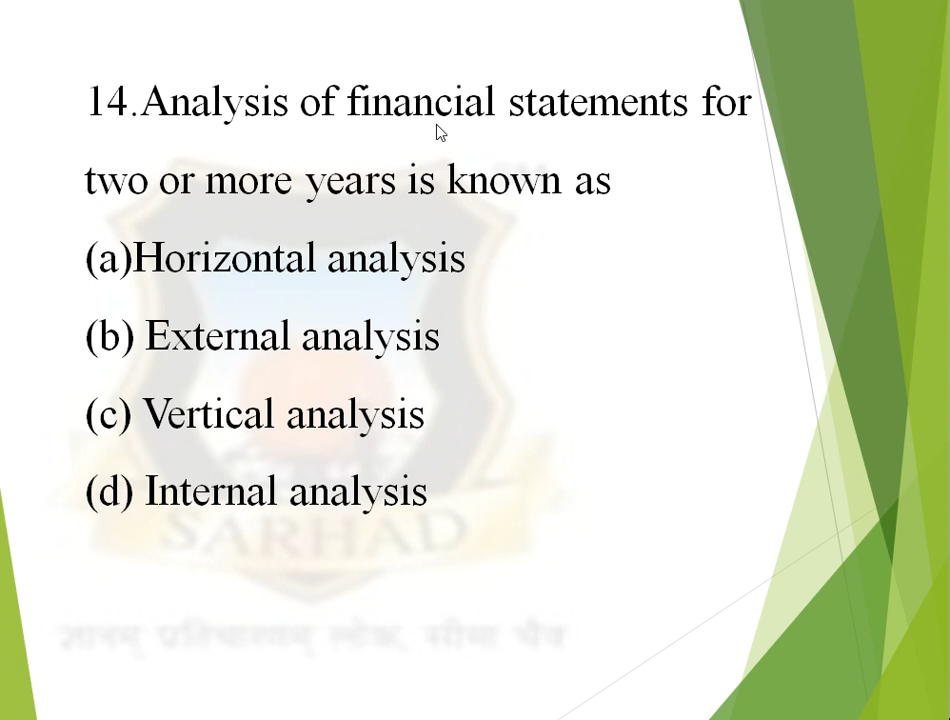 14.Analysis of financial statements for
two or more years is known as
(a)Horizontal analysis
(b) External analysis
(c) Vertical analysis
(d) Internal analysis
SARHAD